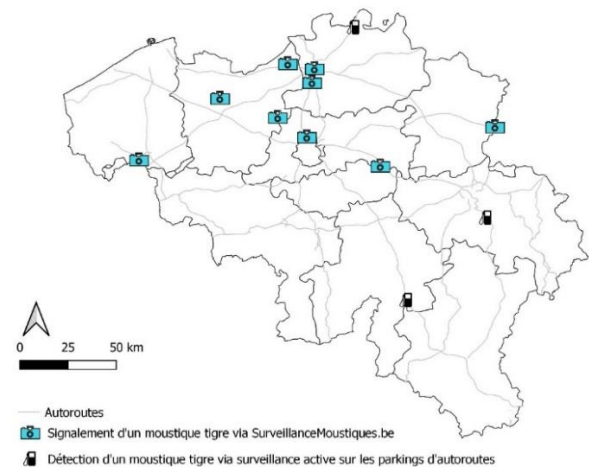 0 25 50 km
Autoroutes
Signalement d'un moustique tigre via SurveillanceMoustiques.be
Détection d'un moustique tigre via surveillance active sur les parkings d'autoroutes